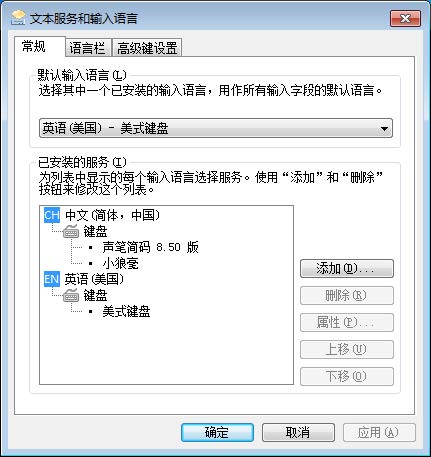 文本服务和输入语言
常规 语言栏 高级键设置
默认输入语言(L)
选择其中一个已安装的输入语言，用作所有输入字段的默认语言。
英语(美国) - 美式键盘
已安装的服务(I)
为列表中显示的每个输入语言选择服务。使用“添加”和“删除”
按钮来修改这个列表。
CH 中文(简体，中国)
键盘
声笔简码 8.50 版
小狼毫
EN 英语(美国)
键盘
美式键盘
添加(D)...
删除(R)
属性(P)...
上移(U)
下移(O)
确定 取消 应用(A)